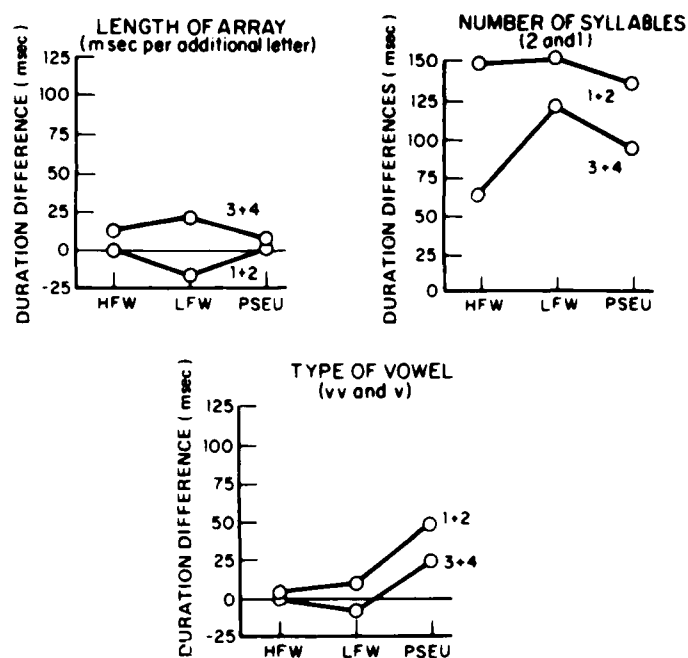 LENGTH OF ARRAY
(msec per additional letter)
DURATION DIFFERENCE (msec)
125
100
75
50
25
0
-25
3+4
1+2
HFW LFW PSEU
NUMBER OF SYLLABLES
(2 and 1)
DURATION DIFFERENCES (msec)
150
125
100
75
150
25
0
1+2
3+4
HFW LFW PSEU
TYPE OF VOWEL
(vv and v)
DURATION DIFFERENCE (msec)
125
100
75
50
25
0
-25
1+2
3+4
HFW LFW PSEU